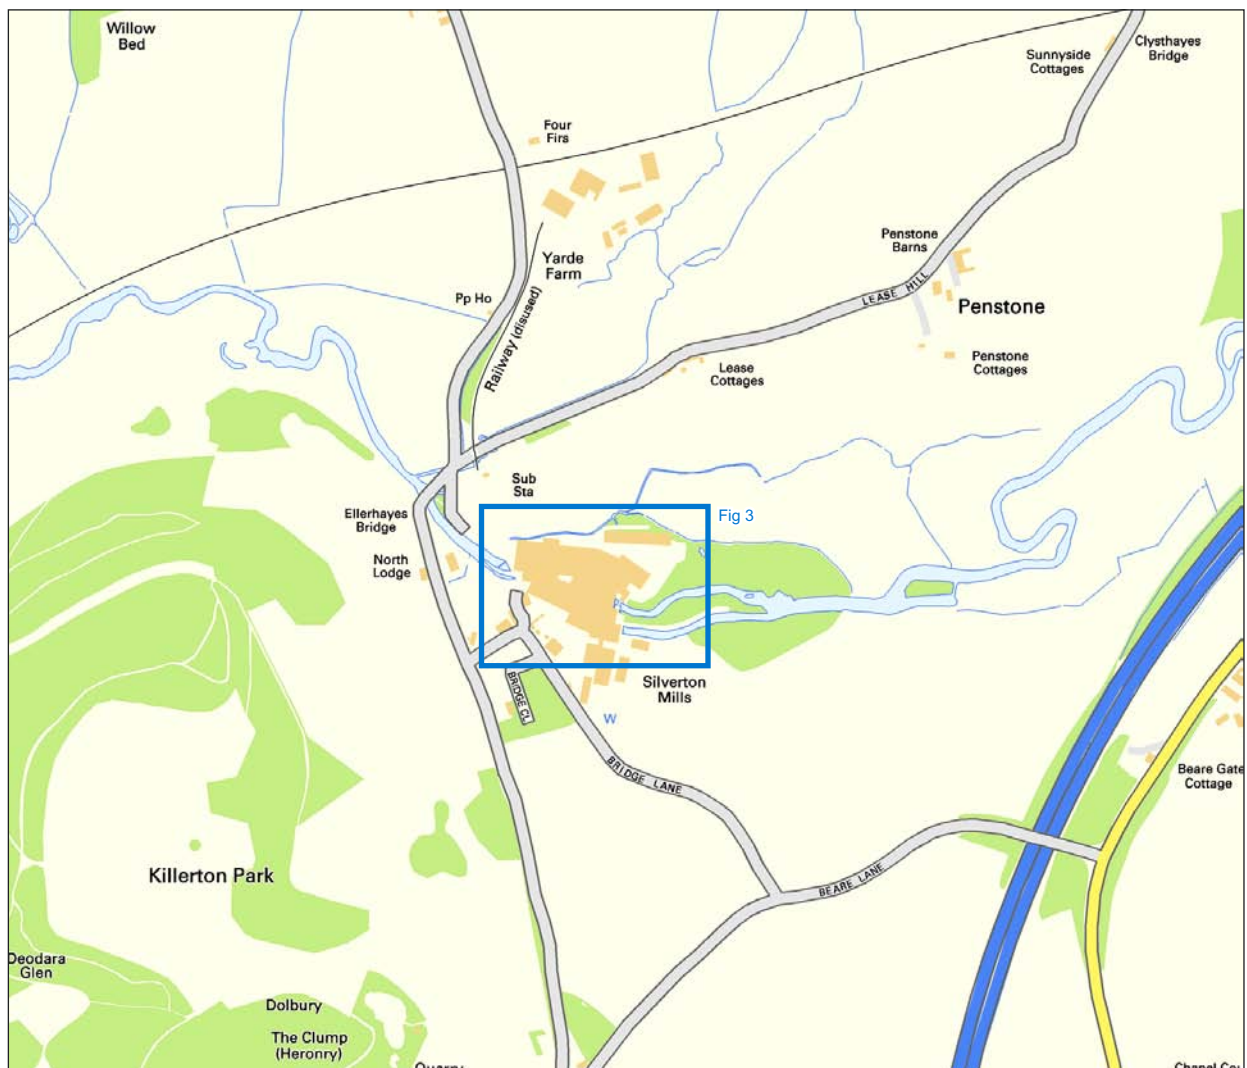 Willow
Bed
Clysthayes
Bridge
Sunnyside
Cottages
Four
Firs
Penstone
Barns
Yarde
Farm
LEASE HILL
Pp Ho
Railway (disused)
Penstone
Penstone
Cottages
Lease
Cottages
Sub
Sta
Ellerhayes
Bridge
Fig 3
North
Lodge
Silverton
Mills
BRIDGE CL
W
BRIDGE LANE
Beare Gate
Cottage
Killerton Park
BEARE LANE
Deodara
Glen
Dolbury
The Clump
(Heronry)